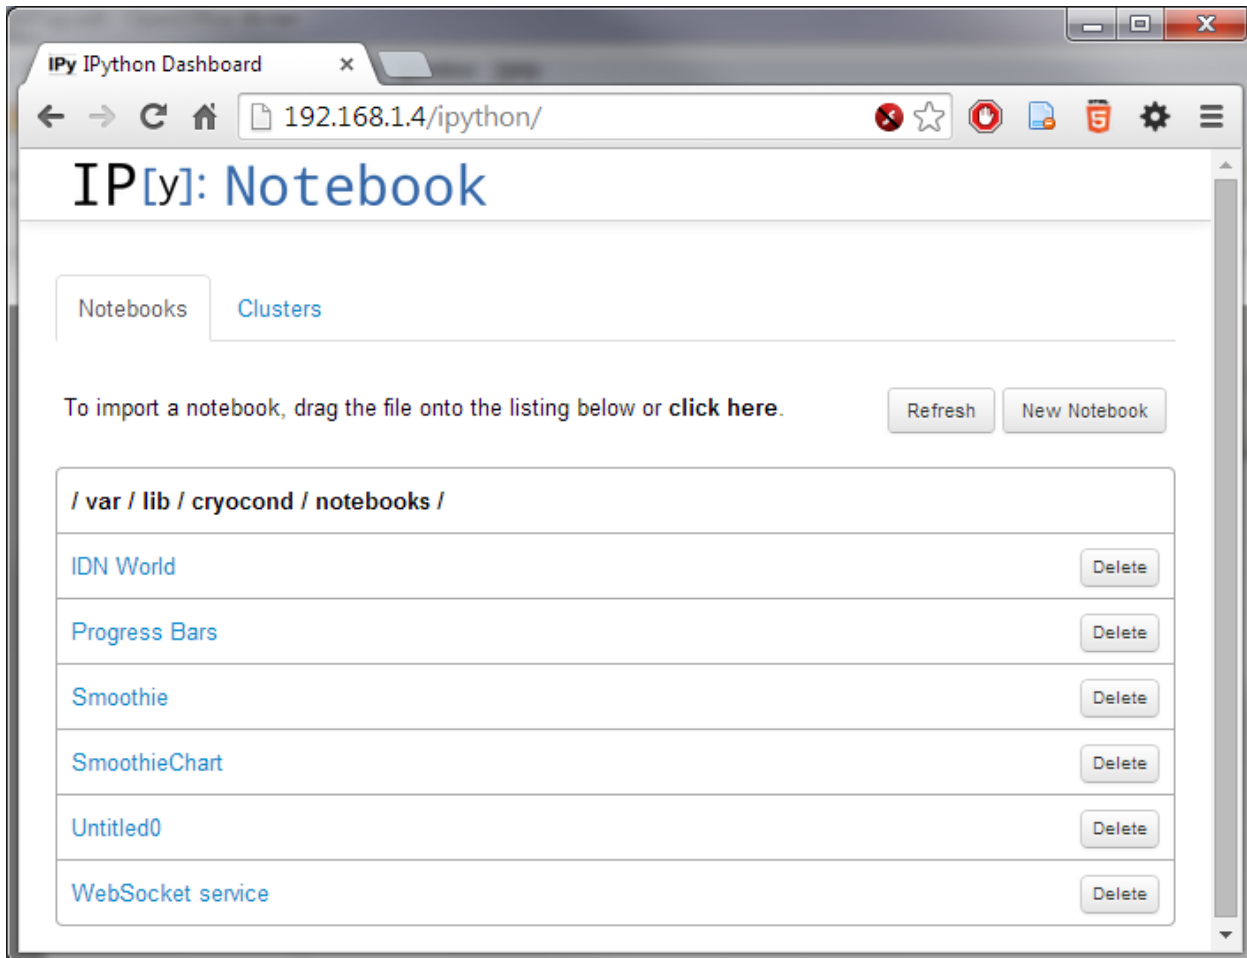 IPy IPython Dashboard
192.168.1.4/ipython/
IP[y]: Notebook
Notebooks Clusters
To import a notebook, drag the file onto the listing below or click here. Refresh New Notebook
/ var / lib / cryocond / notebooks /
IDN World Delete
Progress Bars Delete
Smoothie Delete
SmoothieChart Delete
Untitled0 Delete
WebSocket service Delete